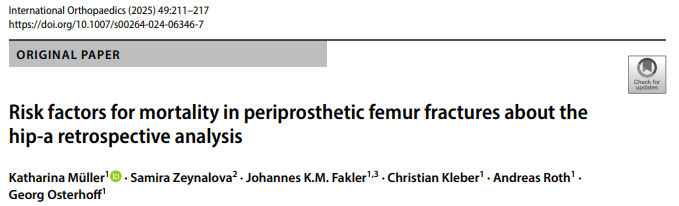 International Orthopaedics (2025) 49:211–217
https://doi.org/10.1007/s00264-024-06346-7
ORIGINAL PAPER
Check for
updates
Risk factors for mortality in periprosthetic femur fractures about the
hip-a retrospective analysis
Katharina Müller1 iD · Samira Zeynalova2 · Johannes K.M. Fakler1,3 · Christian Kleber1 · Andreas Roth1 ·
Georg Osterhoff1